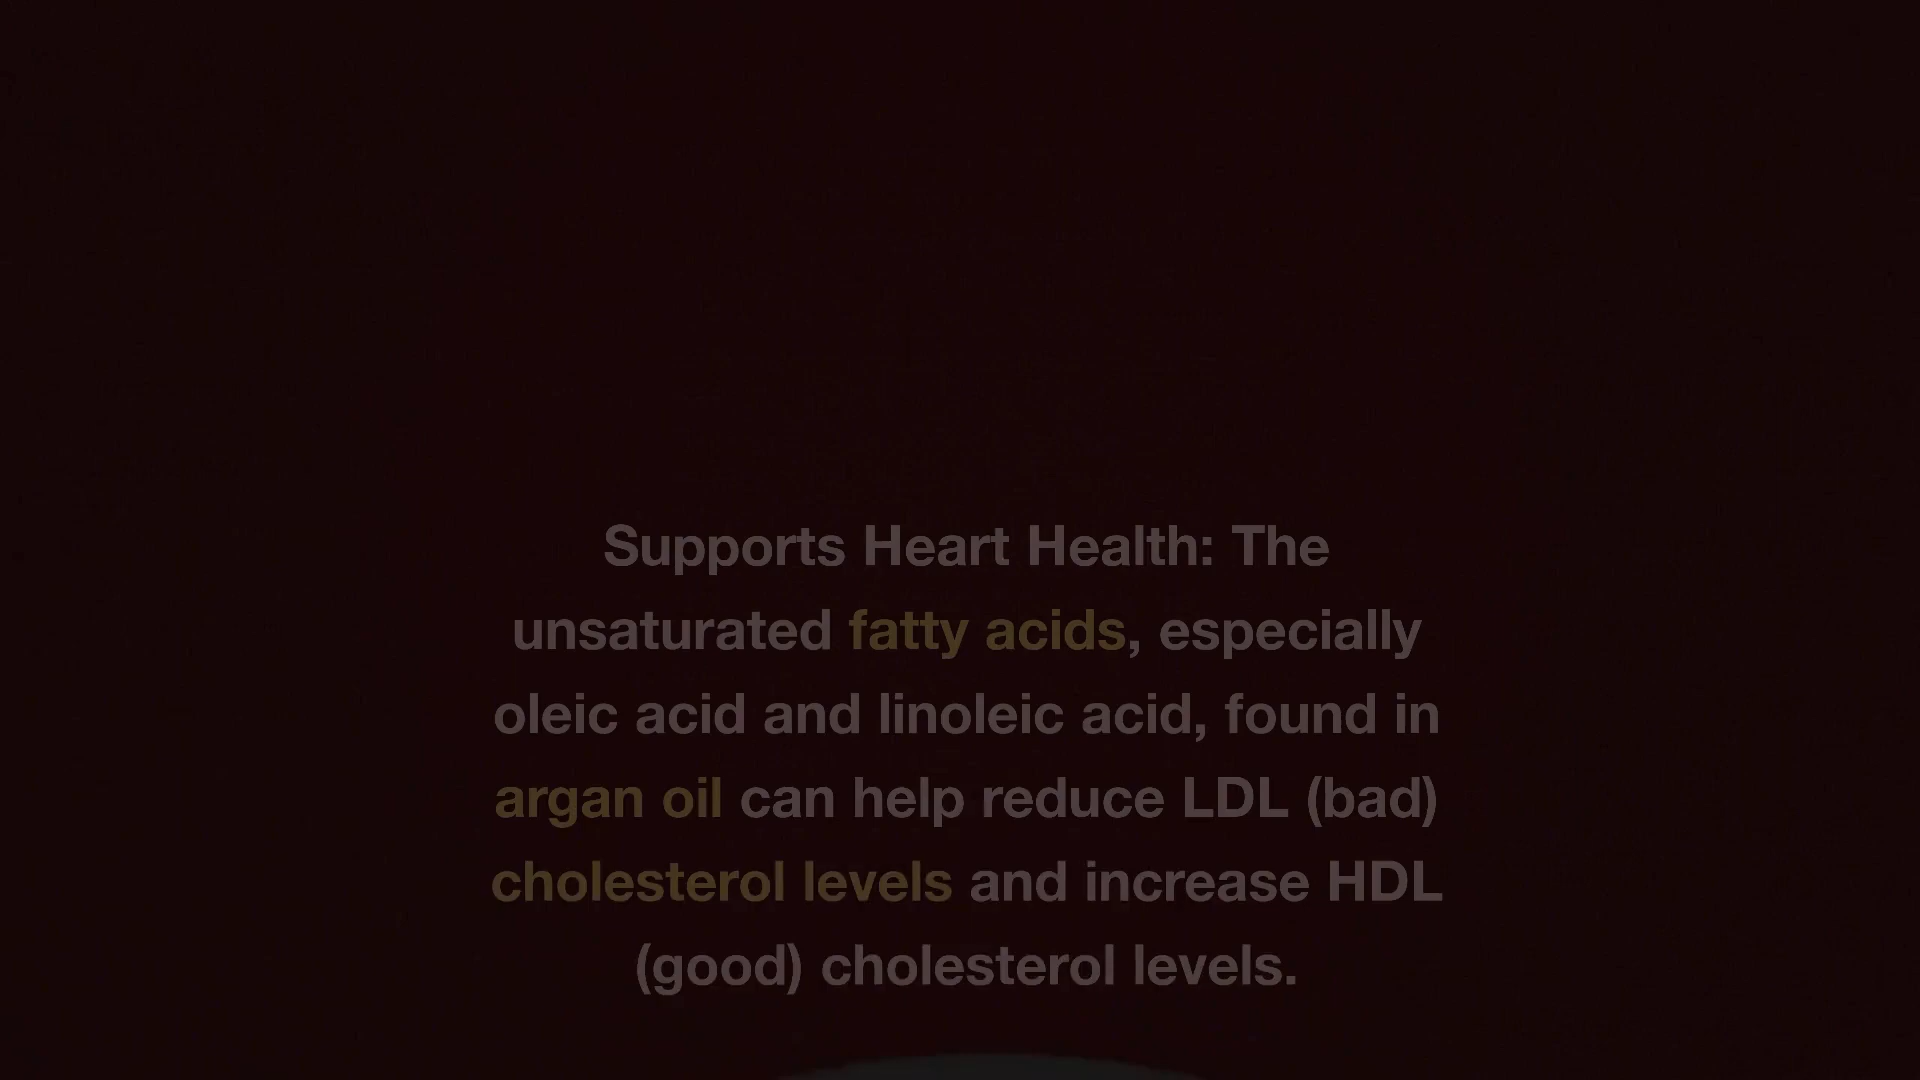 Supports Heart Health: The
unsaturated fatty acids, especially
oleic acid and linoleic acid, found in
argan oil can help reduce LDL (bad)
cholesterol levels and increase HDL
(good) cholesterol levels.